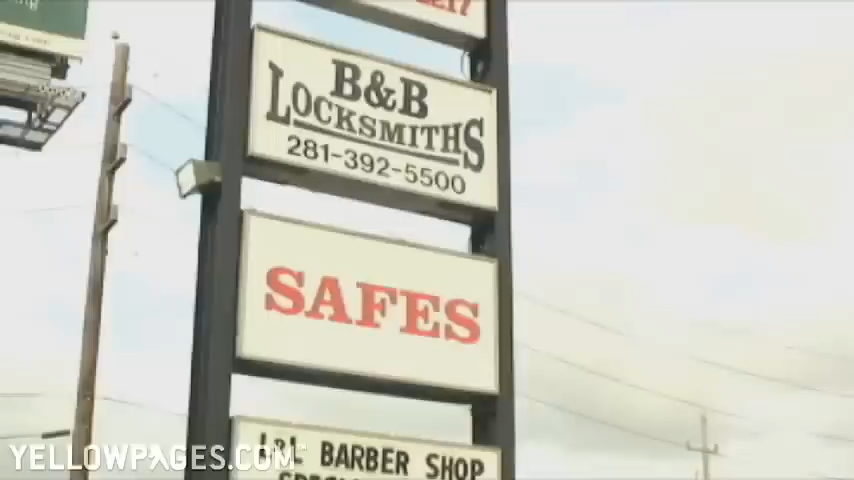 B&B
LOCKSMITHS
281-392-5500
SAFES
L&L BARBER SHOP
YELLOWPAGES.COM